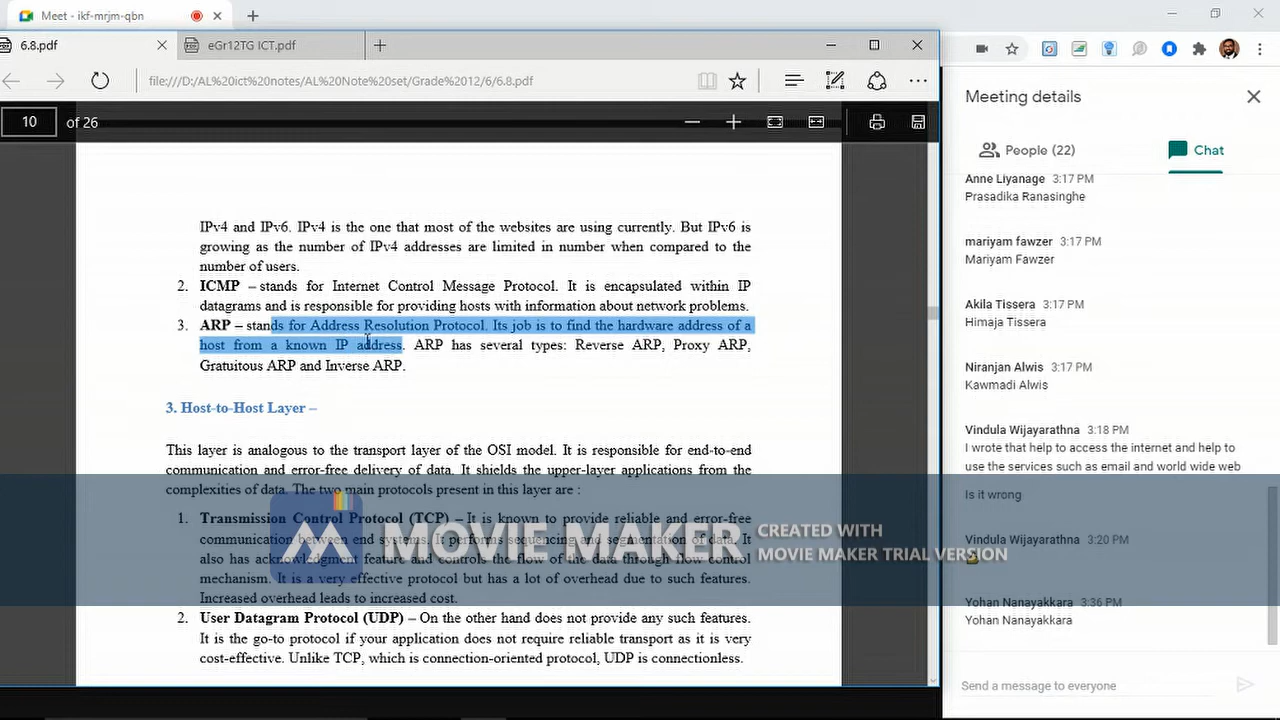 Meet - ikf-mrjm-qbn
6.8.pdf
eGr12TG ICT.pdf
file:///D:/AL%20ict%20notes/AL%20Note%20set/Grade%2012/6/6.8.pdf
10 of 26
IPv4 and IPv6. IPv4 is the one that most of the websites are using currently. But IPv6 is
growing as the number of IPv4 addresses are limited in number when compared to the
number of users.
2. ICMP – stands for Internet Control Message Protocol. It is encapsulated within IP
datagrams and is responsible for providing hosts with information about network problems.
3. ARP – stands for Address Resolution Protocol. Its job is to find the hardware address of a
host from a known IP address. ARP has several types: Reverse ARP, Proxy ARP,
Gratuitous ARP and Inverse ARP.
3. Host-to-Host Layer –
This layer is analogous to the transport layer of the OSI model. It is responsible for end-to-end
communication and error-free delivery of data. It shields the upper-layer applications from the
complexities of data. The two main protocols present in this layer are :
1. Transmission Control Protocol (TCP) – It is known to provide reliable and error-free
communication between end systems. It performs sequencing and segmentation of data. It
also has acknowledgment feature and controls the flow of the data through flow control
mechanism. It is a very effective protocol but has a lot of overhead due to such features.
Increased overhead leads to increased cost.
2. User Datagram Protocol (UDP) – On the other hand does not provide any such features.
It is the go-to protocol if your application does not require reliable transport as it is very
cost-effective. Unlike TCP, which is connection-oriented protocol, UDP is connectionless.
MOVIE MAKER
CREATED WITH
MOVIE MAKER TRIAL VERSION
Meeting details
People (22)
Chat
Anne Liyanage 3:17 PM
Prasadika Ranasinghe
mariyam fawzer 3:17 PM
Mariyam Fawzer
Akila Tissera 3:17 PM
Himaja Tissera
Niranjan Alwis 3:17 PM
Kawmadi Alwis
Vindula Wijayarathna 3:18 PM
I wrote that help to access the internet and help to
use the services such as email and world wide web
Is it wrong
Vindula Wijayarathna 3:20 PM
Yohan Nanayakkara 3:36 PM
Yohan Nanayakkara
Send a message to everyone